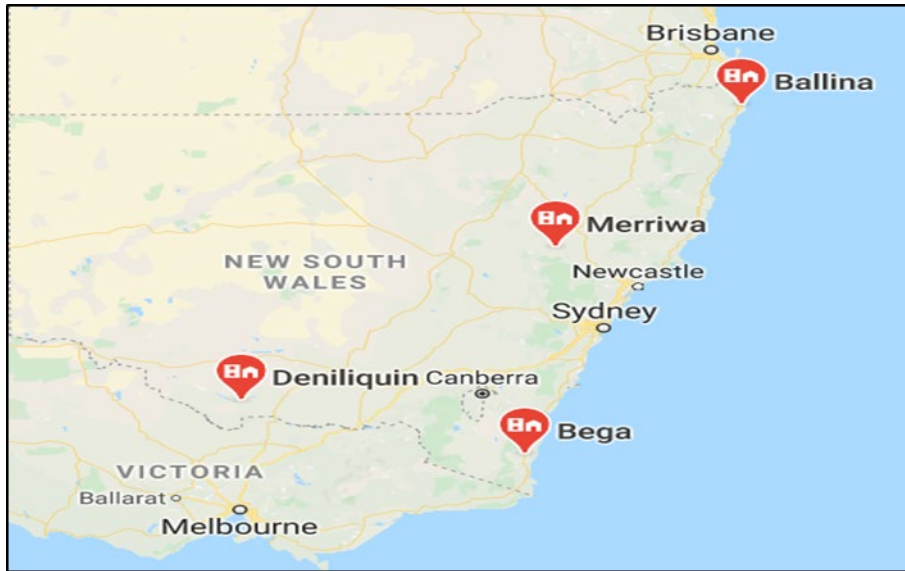 Brisbane
Ballina
Merriwa
NEW SOUTH
WALES
Newcastle
Sydney
Deniliquin
Canberra
Bega
VICTORIA
Ballarat
Melbourne